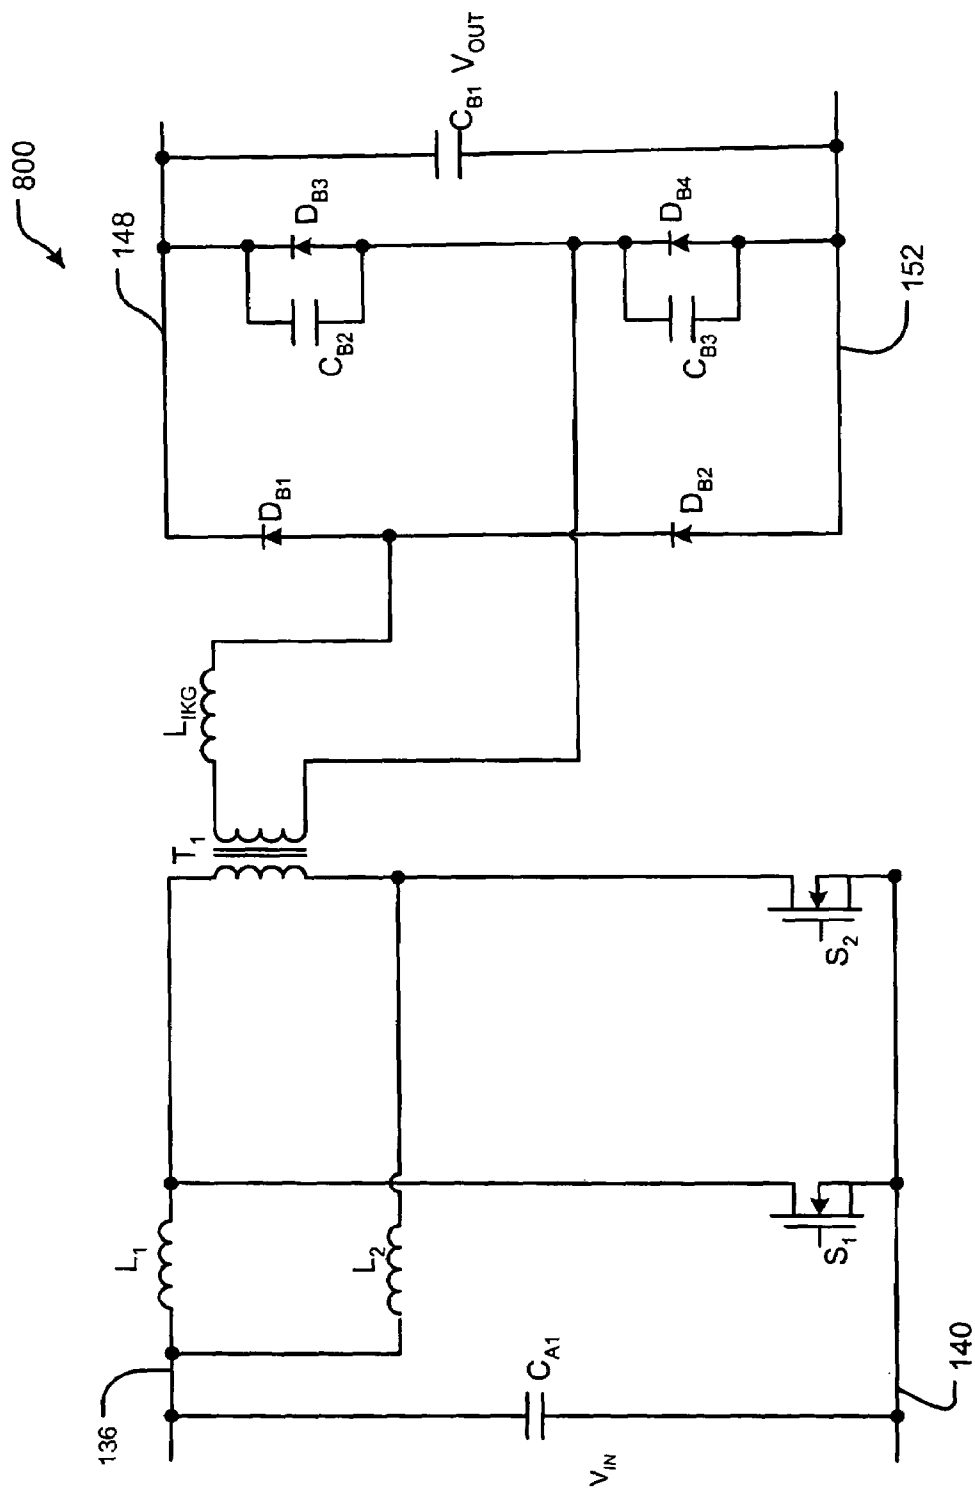 800
136
L1
L2
CA1
VIN
140
S1
S2
T1
LIKG
148
DB1
DB2
DB3
CB2
DB4
CB3
CB1 VOUT
152